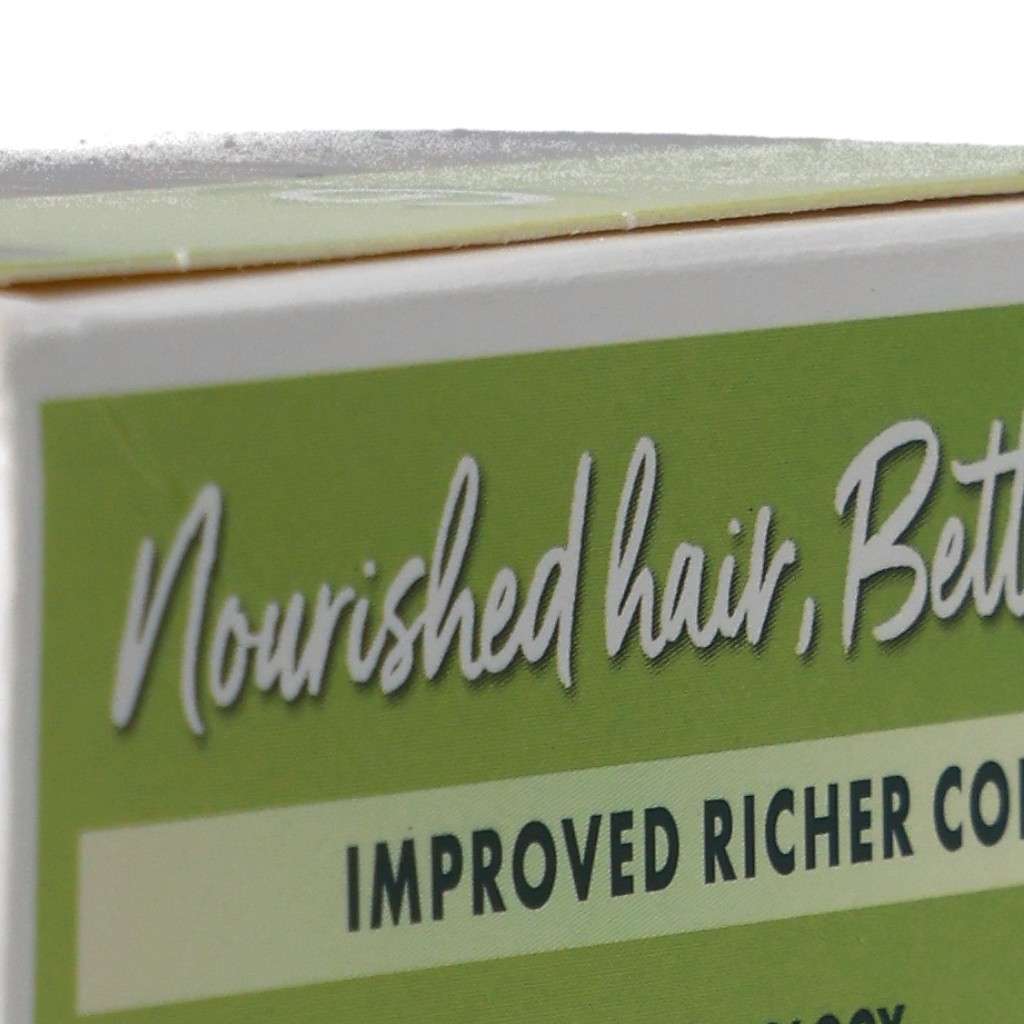 Nourished hair, Bett
IMPROVED RICHER CO